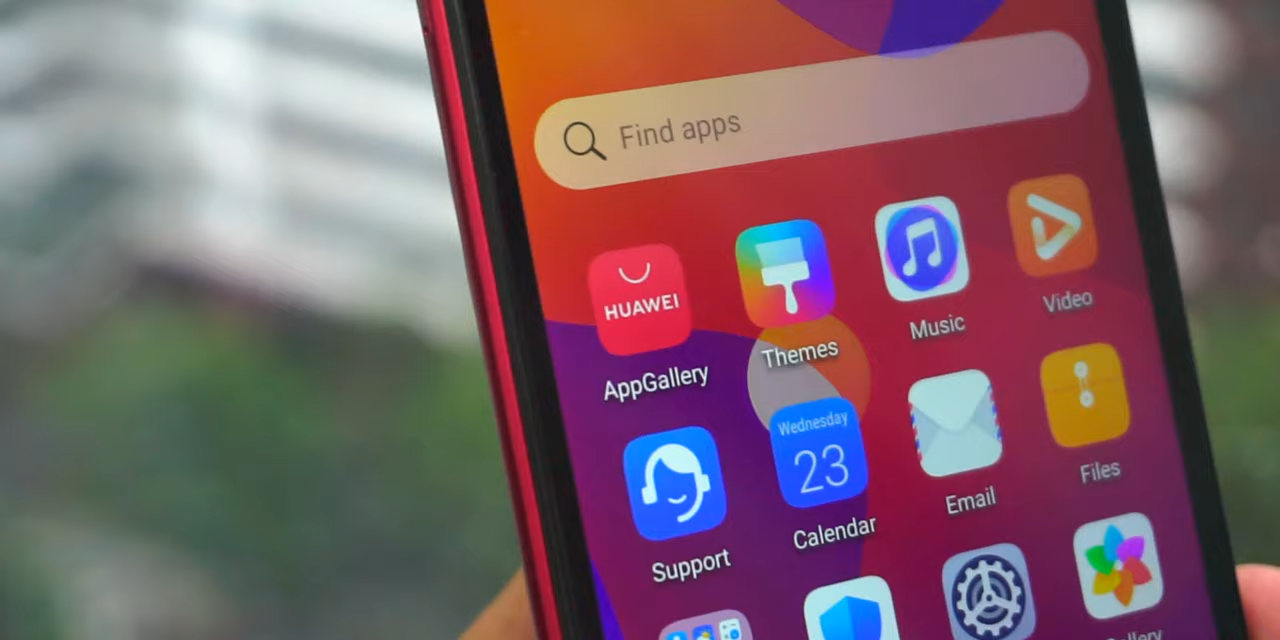 Find apps
HUAWEI
AppGallery
Themes
Music
Video
Support
Wednesday
23
Calendar
Email
Files